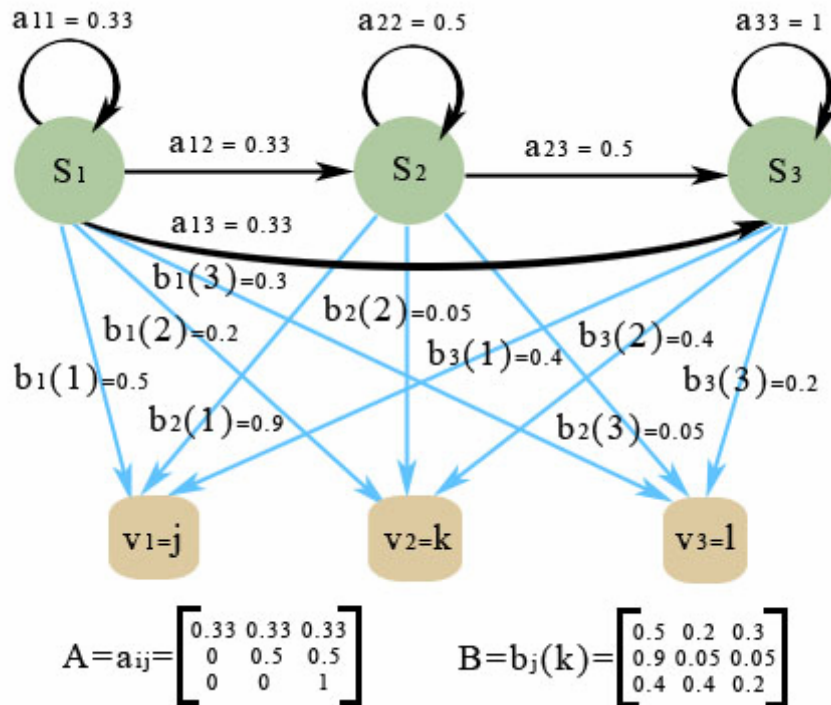 a11 = 0.33
a22 = 0.5
a33 = 1
S1
a12 = 0.33
S2
a23 = 0.5
S3
a13 = 0.33
b1(3)=0.3
b1(2)=0.2
b2(2)=0.05
b3(1)=0.4
b3(2)=0.4
b1(1)=0.5
b3(3)=0.2
b2(1)=0.9
b2(3)=0.05
v1=j
v2=k
v3=l
A=aij=
0.33 0.33 0.33
0 0.5 0.5
0 0 1
B=bj(k)=
0.5 0.2 0.3
0.9 0.05 0.05
0.4 0.4 0.2